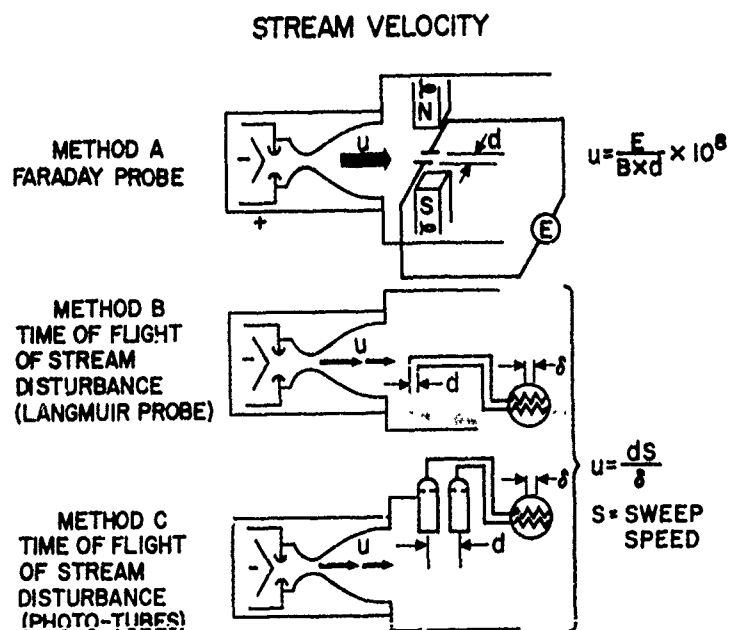 STREAM VELOCITY
METHOD A
FARADAY PROBE
-
+
u
N
S
d
E
u = E / B×d × 10⁸
METHOD B
TIME OF FLIGHT
OF STREAM
DISTURBANCE
(LANGMUIR PROBE)
-
u
d
δ
METHOD C
TIME OF FLIGHT
OF STREAM
DISTURBANCE
(PHOTO-TUBES)
-
u
d
δ
u = dS / δ
S = SWEEP
SPEED